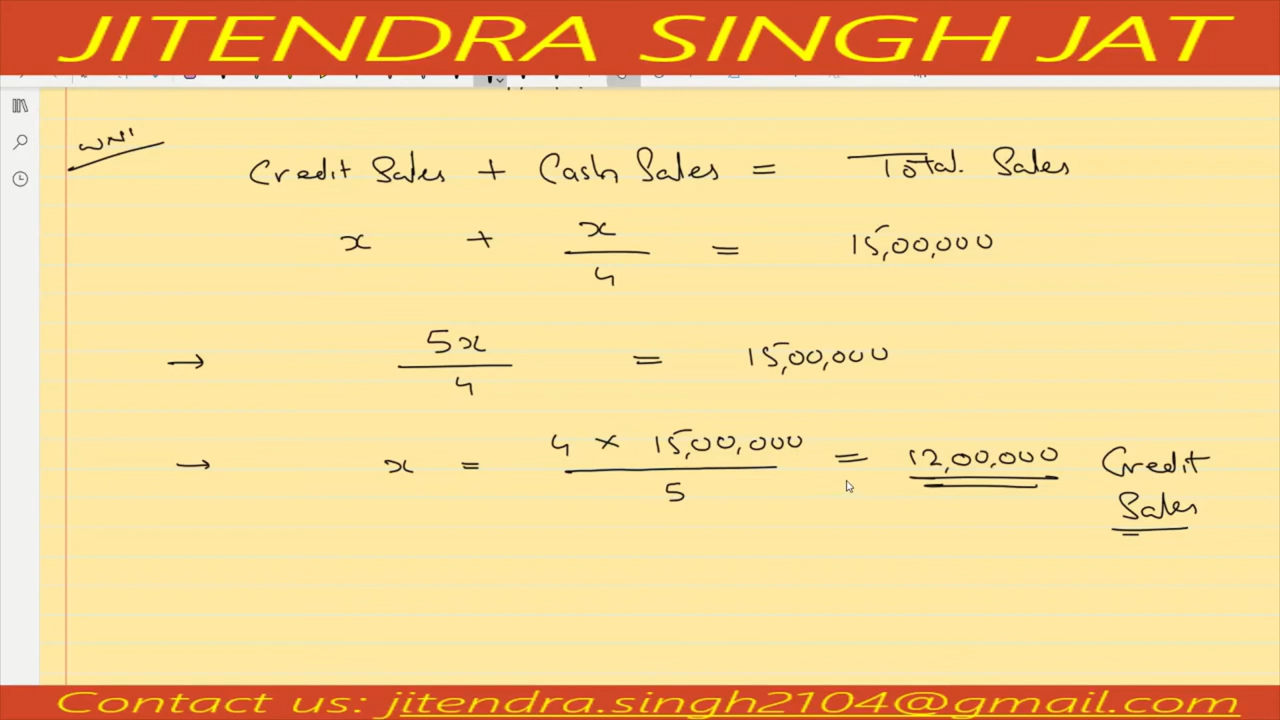 JITENDRA SINGH JAT
WN1
Credit Sales + Cash Sales = Total Sales
x + x/4 = 15,00,000
→ 5x/4 = 15,00,000
→ x = 4 × 15,00,000 / 5 = 12,00,000 Credit Sales
Contact us: jitendra.singh2104@gmail.com